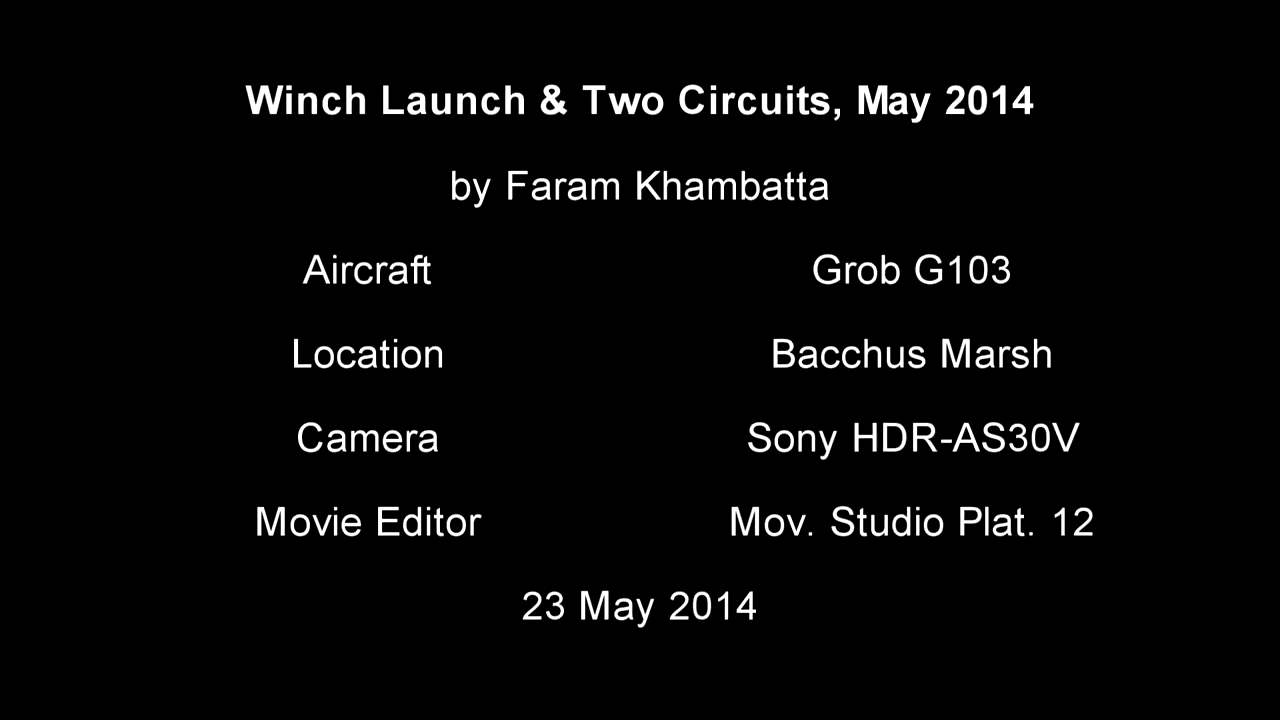 Winch Launch & Two Circuits, May 2014
by Faram Khambatta
Aircraft Grob G103
Location Bacchus Marsh
Camera Sony HDR-AS30V
Movie Editor Mov. Studio Plat. 12
23 May 2014